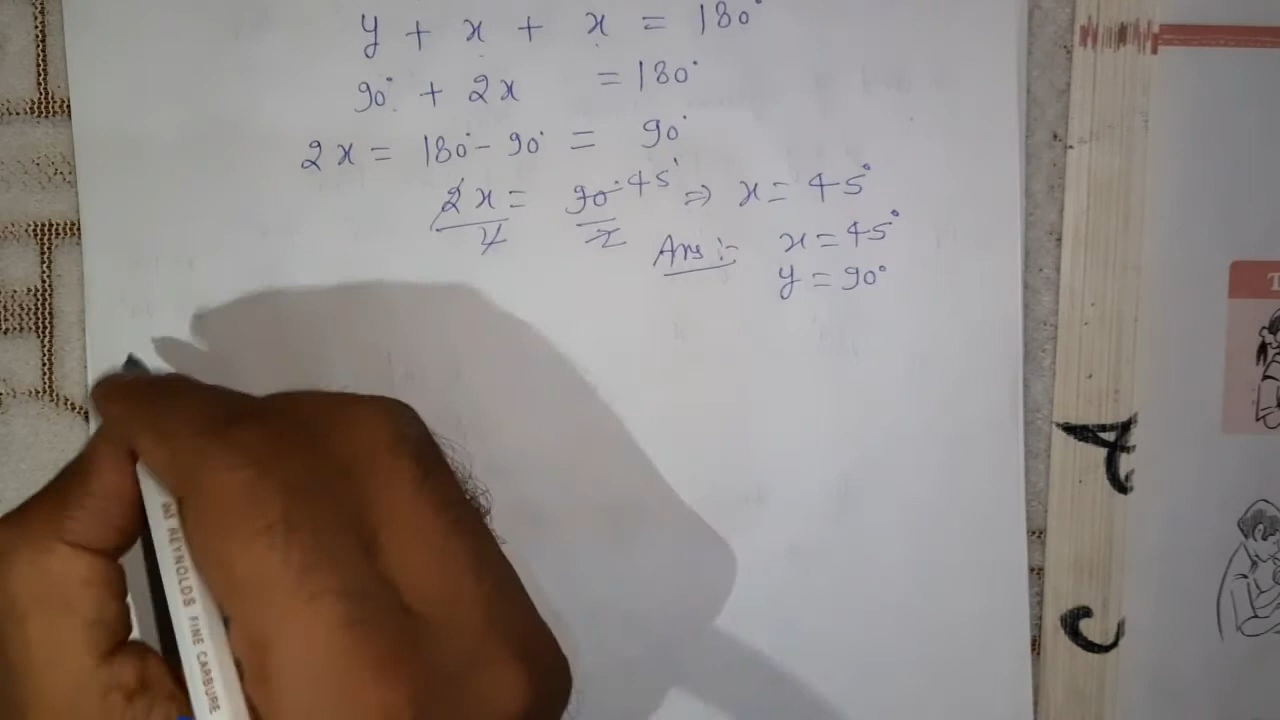 y + x + x = 180°
90° + 2x = 180°
2x = 180° - 90° = 90°
2x/2 = 90°/2 45° ⇒ x = 45°
Ans :- x = 45°
y = 90°
REYNOLDS FINE CARBURE
A
C
T